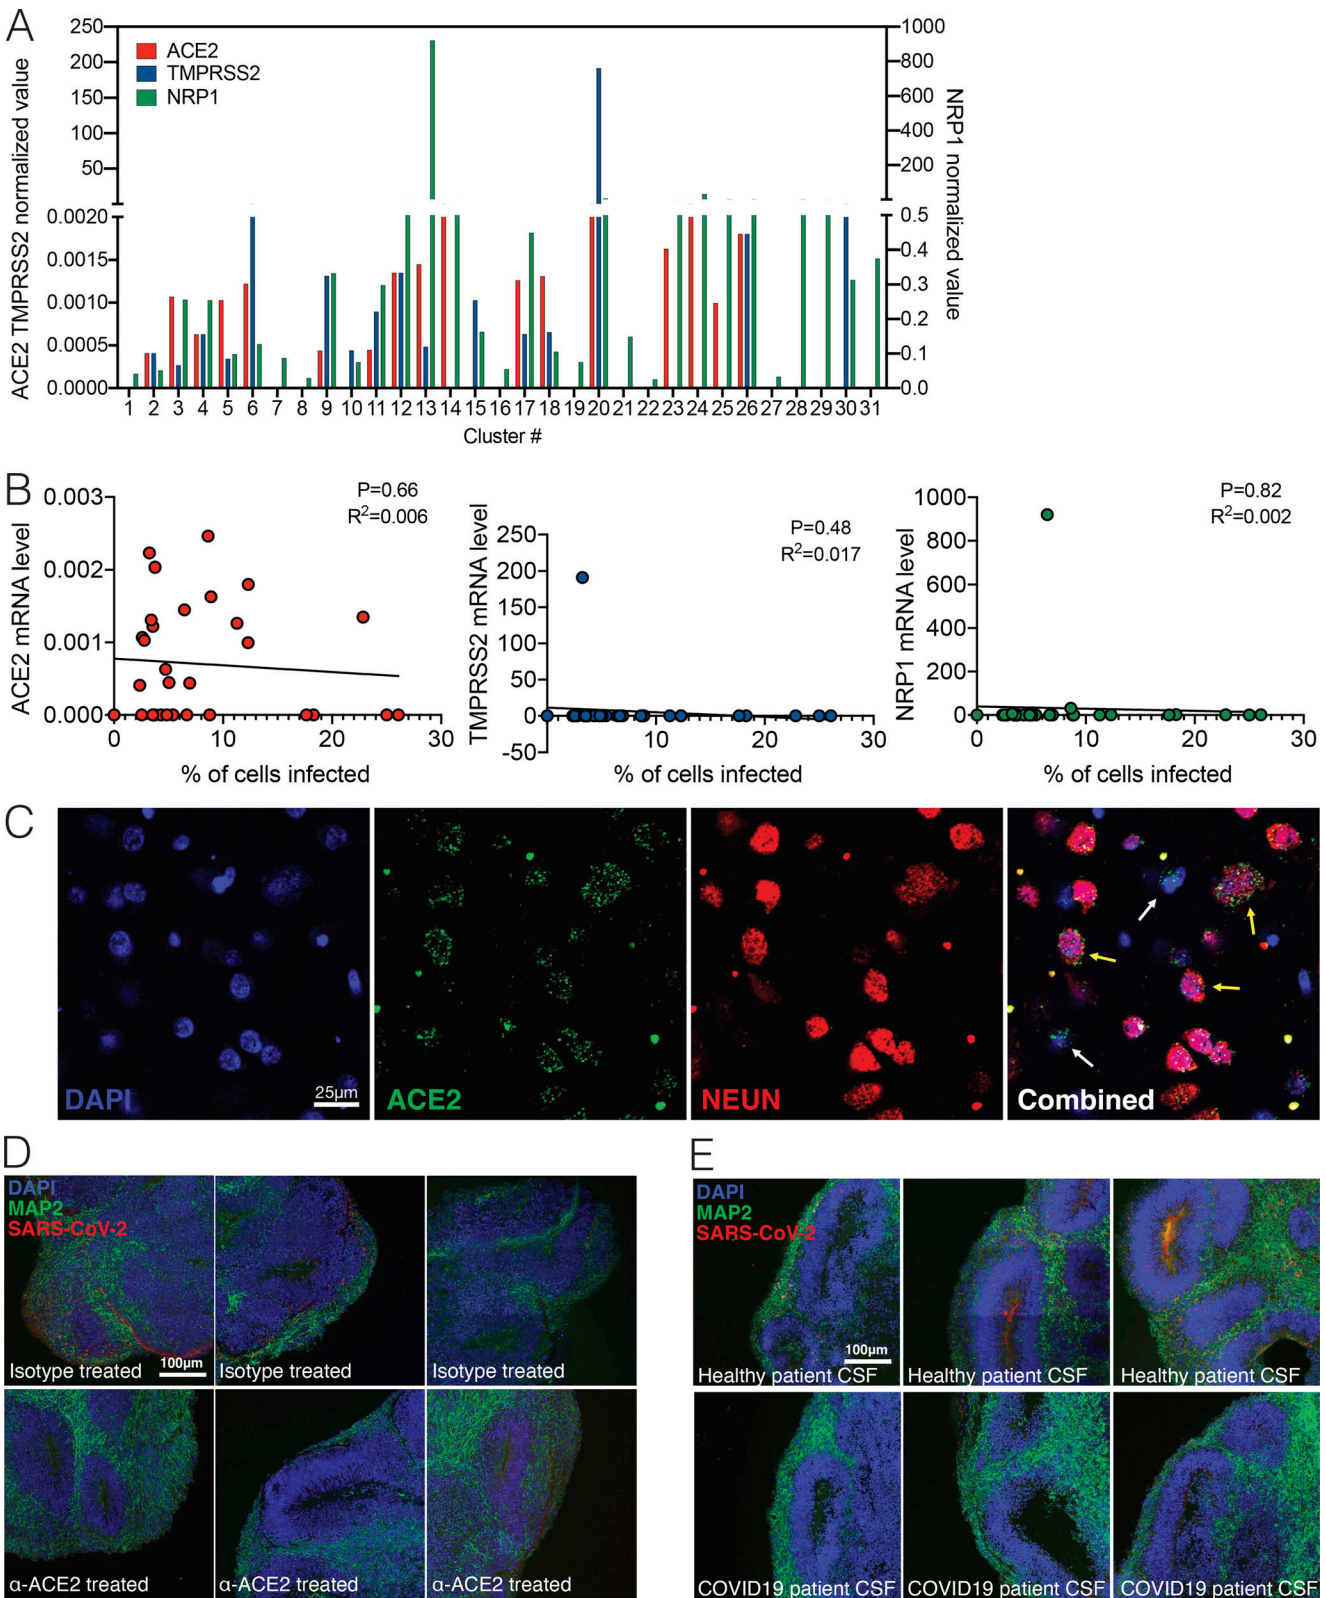 A
ACE2 TMPRSS2 normalized value
250
200
150
100
50
0.0020
0.0015
0.0010
0.0005
0.0000
ACE2
TMPRSS2
NRP1
1000
800
600
400
200
0.5
0.4
0.3
0.2
0.1
0.0
NRP1 normalized value
1 2 3 4 5 6 7 8 9 10 11 12 13 14 15 16 17 18 19 20 21 22 23 24 25 26 27 28 29 30 31
Cluster #
B
ACE2 mRNA level
0.003
0.002
0.001
0.000
P=0.66
R²=0.006
0 10 20 30
% of cells infected
TMPRSS2 mRNA level
250
200
150
100
50
0
-50
P=0.48
R²=0.017
10 20 30
% of cells infected
NRP1 mRNA level
1000
800
600
400
200
0
P=0.82
R²=0.002
0 10 20 30
% of cells infected
C
DAPI
25µm
ACE2
NEUN
Combined
D
DAPI
MAP2
SARS-CoV-2
Isotype treated
100µm
Isotype treated
Isotype treated
α-ACE2 treated
α-ACE2 treated
α-ACE2 treated
E
DAPI
MAP2
SARS-CoV-2
100µm
Healthy patient CSF
Healthy patient CSF
Healthy patient CSF
COVID19 patient CSF
COVID19 patient CSF
COVID19 patient CSF